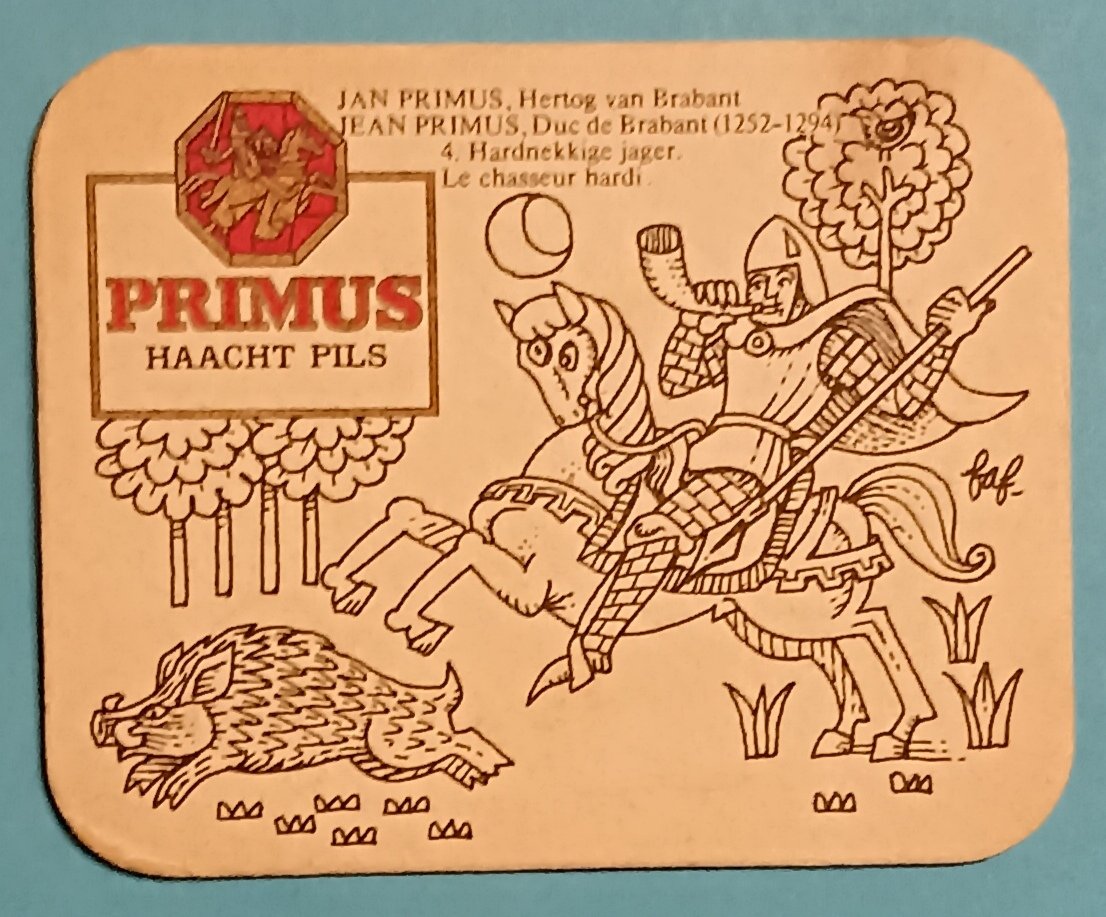 JAN PRIMUS, Hertog van Brabant
JEAN PRIMUS, Duc de Brabant (1252-1294)
4. Hardnekkige jager.
Le chasseur hardi.
PRIMUS
HAACHT PILS
faf.